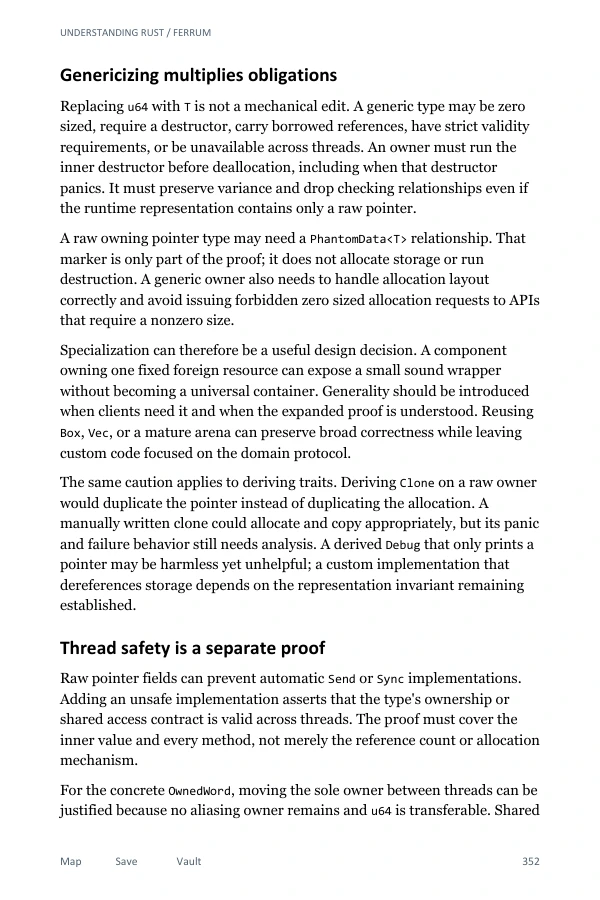 UNDERSTANDING RUST / FERRUM
Genericizing multiplies obligations
Replacing u64 with T is not a mechanical edit. A generic type may be zero
sized, require a destructor, carry borrowed references, have strict validity
requirements, or be unavailable across threads. An owner must run the
inner destructor before deallocation, including when that destructor
panics. It must preserve variance and drop checking relationships even if
the runtime representation contains only a raw pointer.
A raw owning pointer type may need a PhantomData<T> relationship. That
marker is only part of the proof; it does not allocate storage or run
destruction. A generic owner also needs to handle allocation layout
correctly and avoid issuing forbidden zero sized allocation requests to APIs
that require a nonzero size.
Specialization can therefore be a useful design decision. A component
owning one fixed foreign resource can expose a small sound wrapper
without becoming a universal container. Generality should be introduced
when clients need it and when the expanded proof is understood. Reusing
Box, Vec, or a mature arena can preserve broad correctness while leaving
custom code focused on the domain protocol.
The same caution applies to deriving traits. Deriving Clone on a raw owner
would duplicate the pointer instead of duplicating the allocation. A
manually written clone could allocate and copy appropriately, but its panic
and failure behavior still needs analysis. A derived Debug that only prints a
pointer may be harmless yet unhelpful; a custom implementation that
dereferences storage depends on the representation invariant remaining
established.
Thread safety is a separate proof
Raw pointer fields can prevent automatic Send or Sync implementations.
Adding an unsafe implementation asserts that the type's ownership or
shared access contract is valid across threads. The proof must cover the
inner value and every method, not merely the reference count or allocation
mechanism.
For the concrete OwnedWord, moving the sole owner between threads can be
justified because no aliasing owner remains and u64 is transferable. Shared
Map Save Vault 352